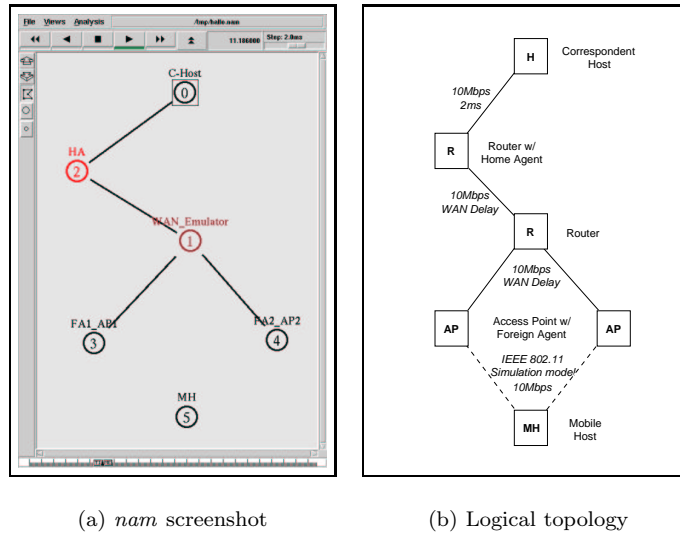 File Views Analysis /tmp/hallo.nam
11.186000 Step: 2.0ms
C-Host
0
HA
2
WAN_Emulator
1
FA1_AP1
3
FA2_AP2
4
MH
5
(a) nam screenshot
H
Correspondent
Host
10Mbps
2ms
R
Router w/
Home Agent
10Mbps
WAN Delay
R
Router
10Mbps
WAN Delay
AP
Access Point w/
Foreign Agent
AP
IEEE 802.11
Simulation model
10Mbps
MH
Mobile
Host
(b) Logical topology